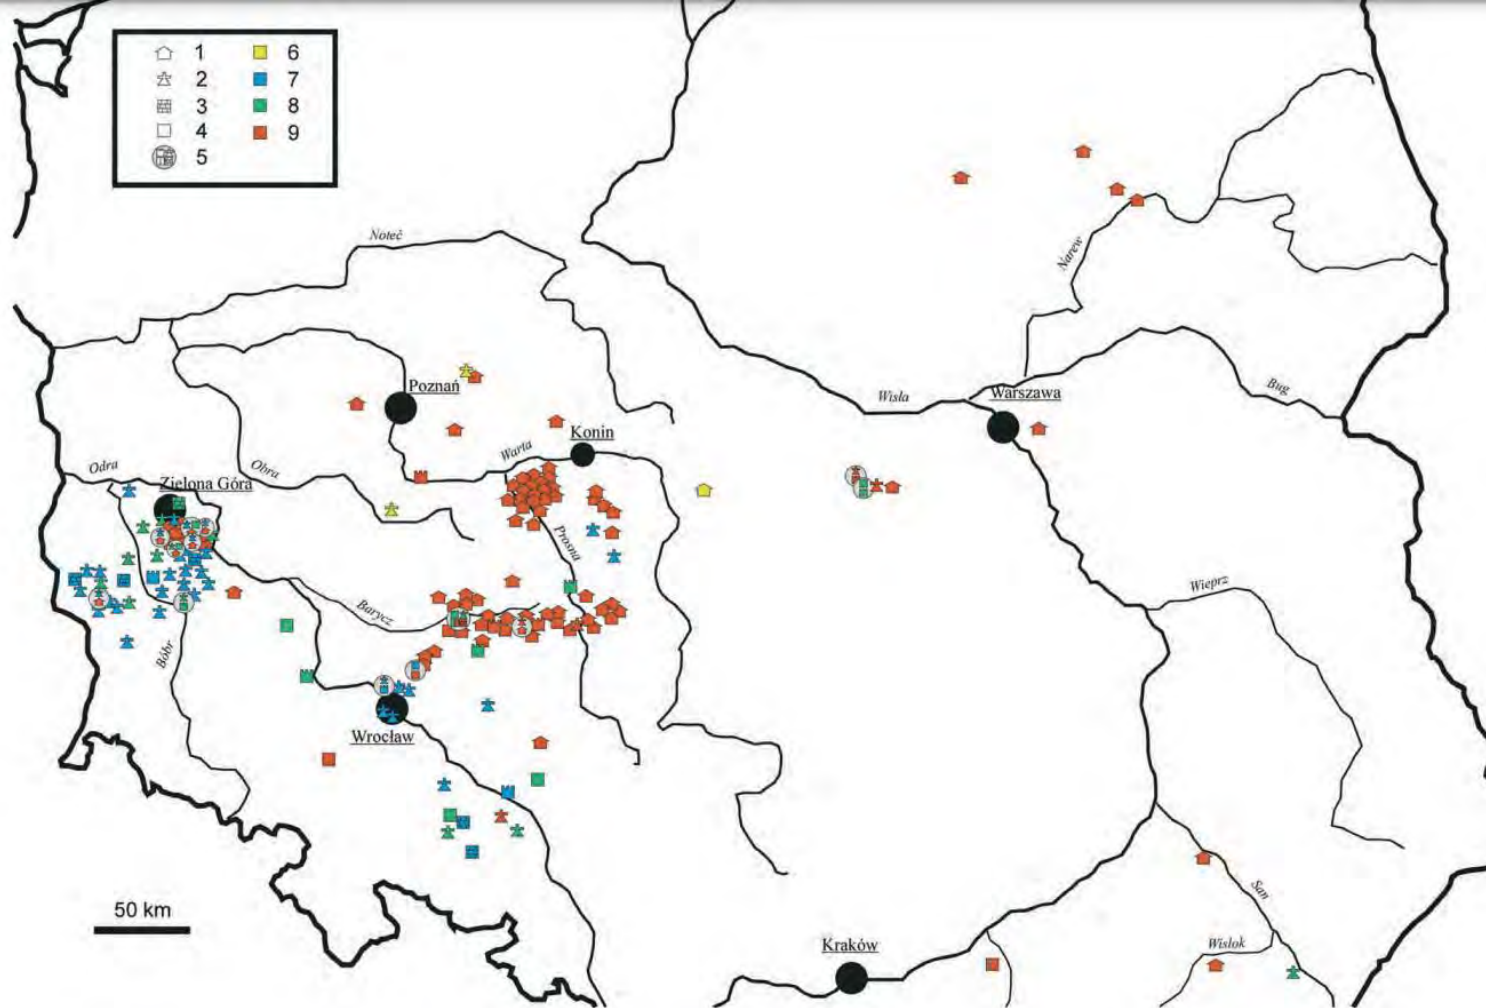 1 6
2 7
3 8
4 9
5
Noteć
Narew
Poznań
Wisła
Warszawa
Bug
Konin
Warta
Odra
Obra
Zielona Góra
Prosna
Barycz
Wieprz
Bóbr
Wrocław
San
50 km
Kraków
Wisłok